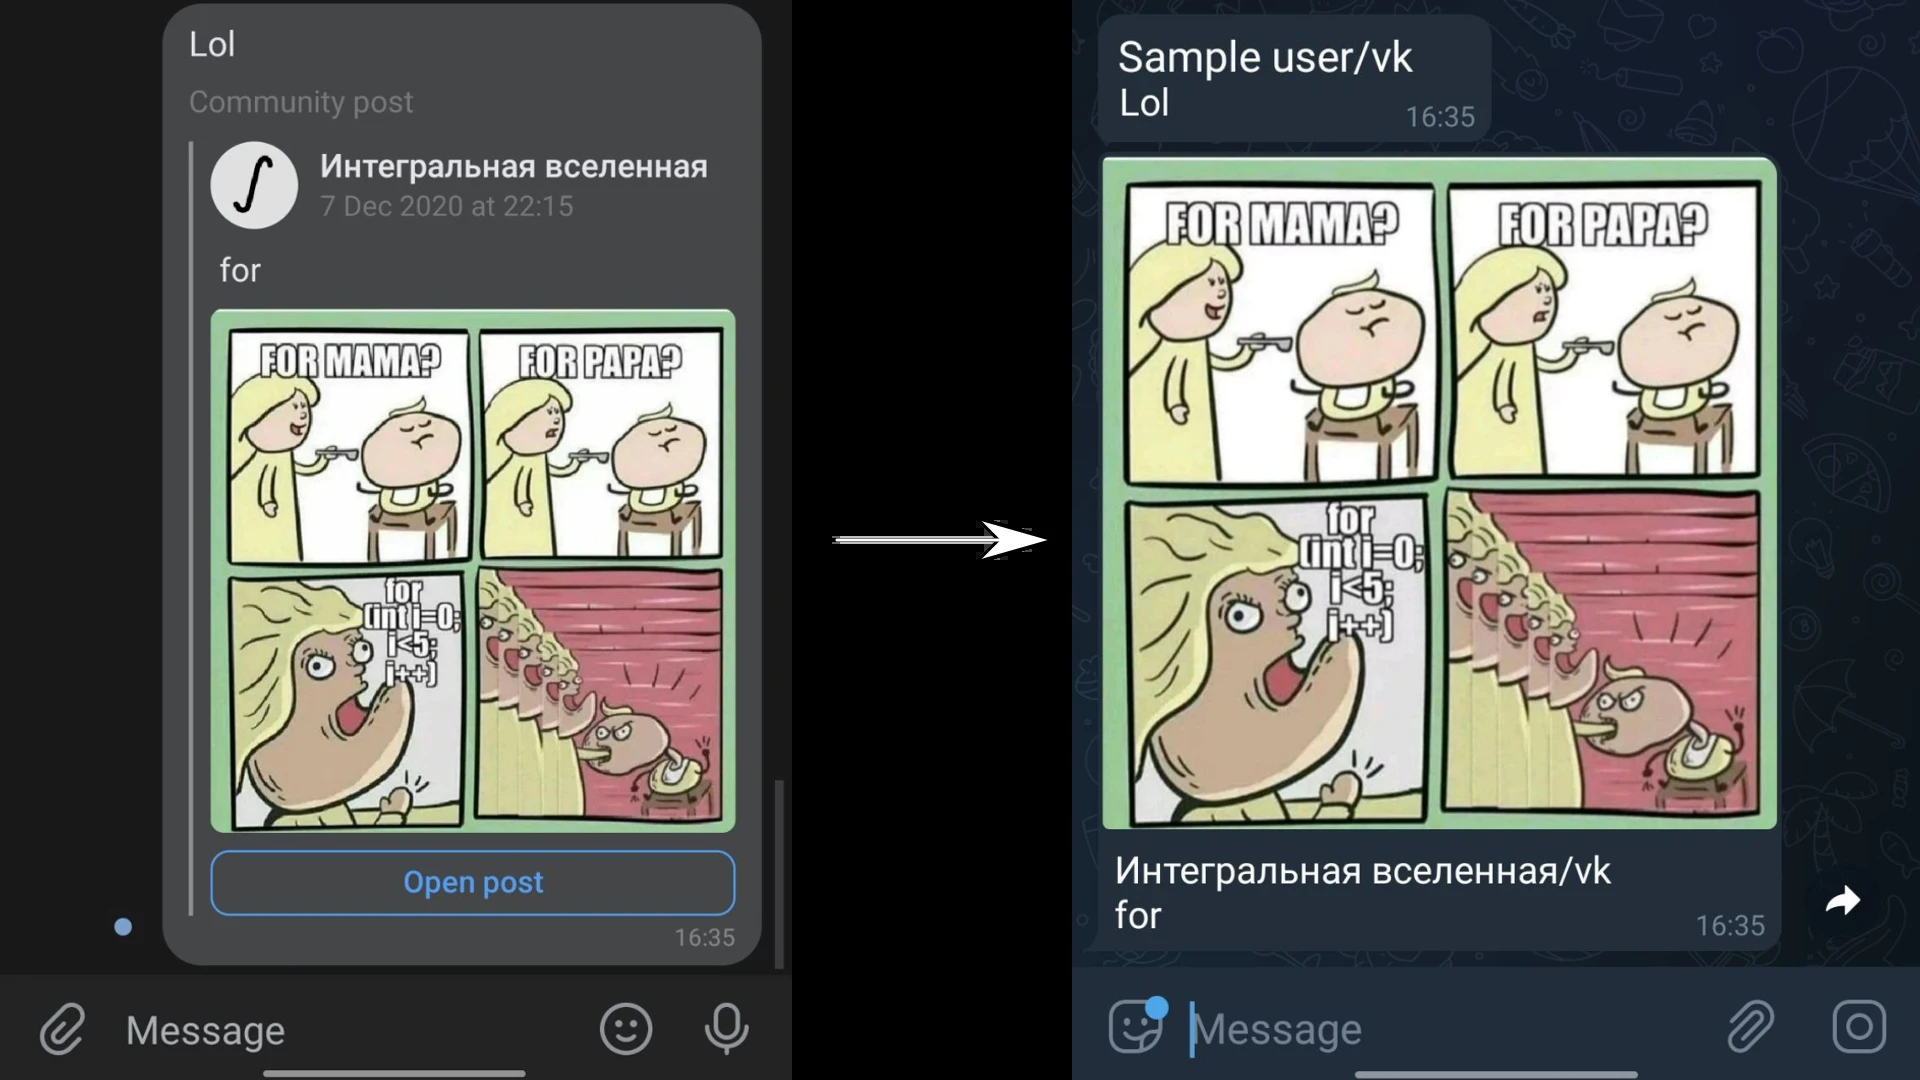 Lol
Community post
Интегральная вселенная
7 Dec 2020 at 22:15
for
FOR MAMA?
FOR PAPA?
for
(int i=0;
i<5;
i++)
Open post
16:35
Message
Sample user/vk
Lol
16:35
FOR MAMA?
FOR PAPA?
for
(int i=0;
i<5;
i++)
Интегральная вселенная/vk
for
16:35
Message